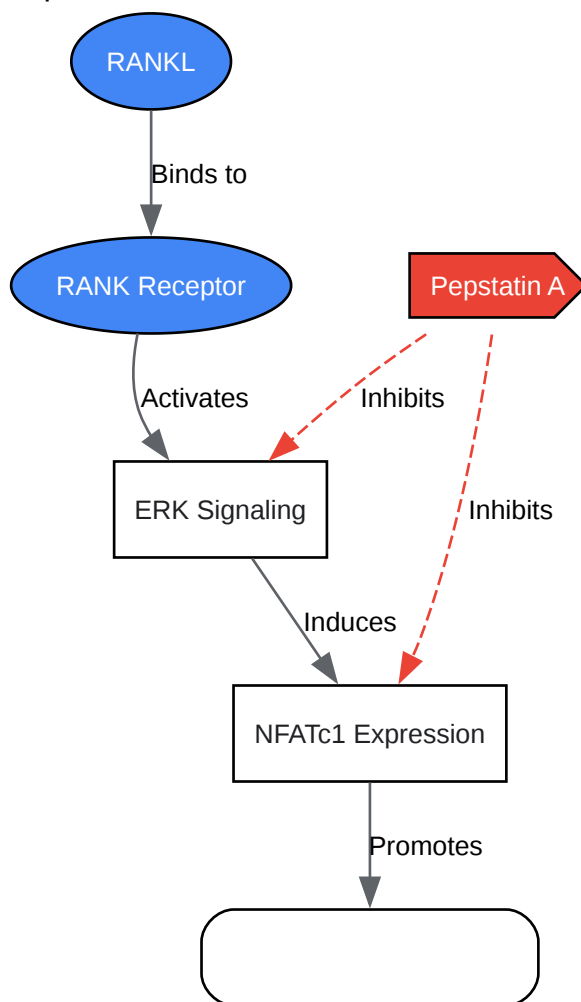 RANKL
Binds to
RANK Receptor
Pepstatin A
Activates
Inhibits
ERK Signaling
Inhibits
Induces
NFATc1 Expression
Promotes